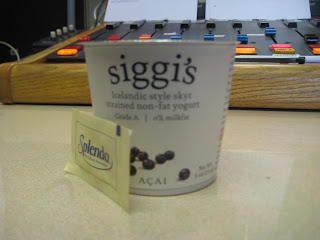 siggi's
Icelandic style skyr
strained non-fat yogurt
Grade A | 0% milkfat
Splenda
AÇAI